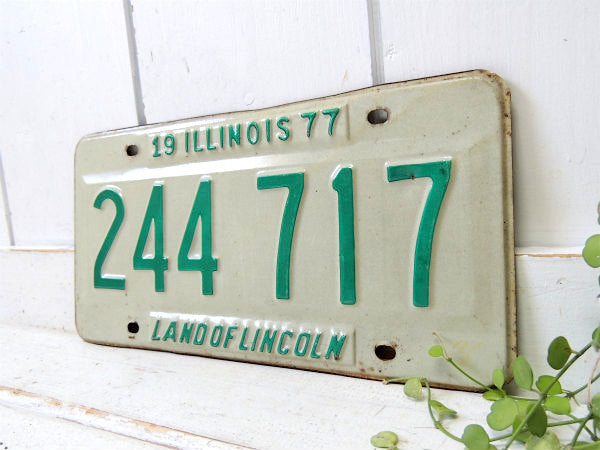 19 ILLINOIS 77
244 717
LAND OF LINCOLN